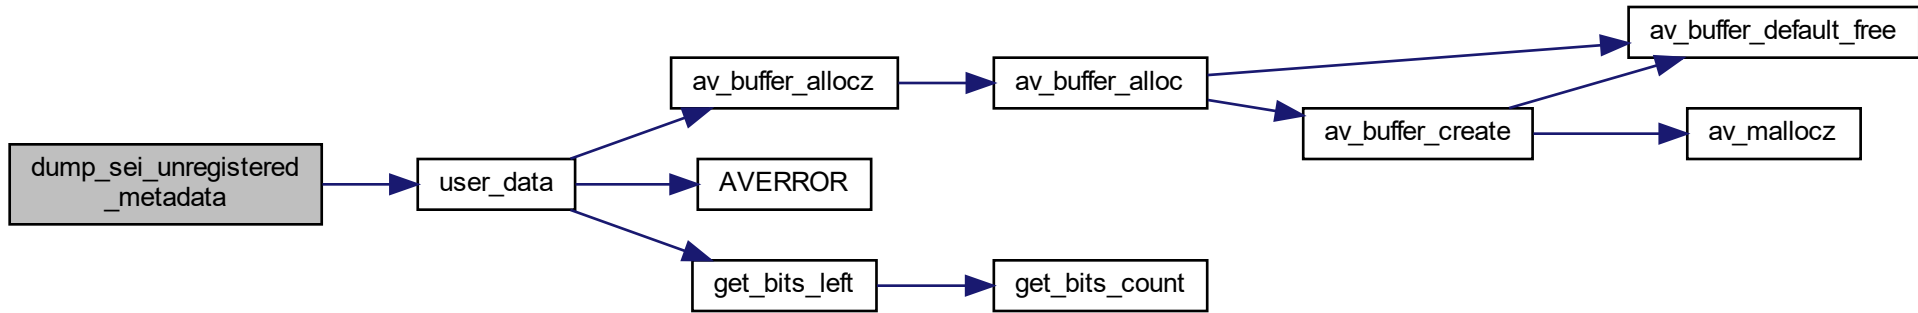 dump_sei_unregistered
_metadata
user_data
av_buffer_allocz
AVERROR
get_bits_left
av_buffer_alloc
get_bits_count
av_buffer_create
av_buffer_default_free
av_mallocz